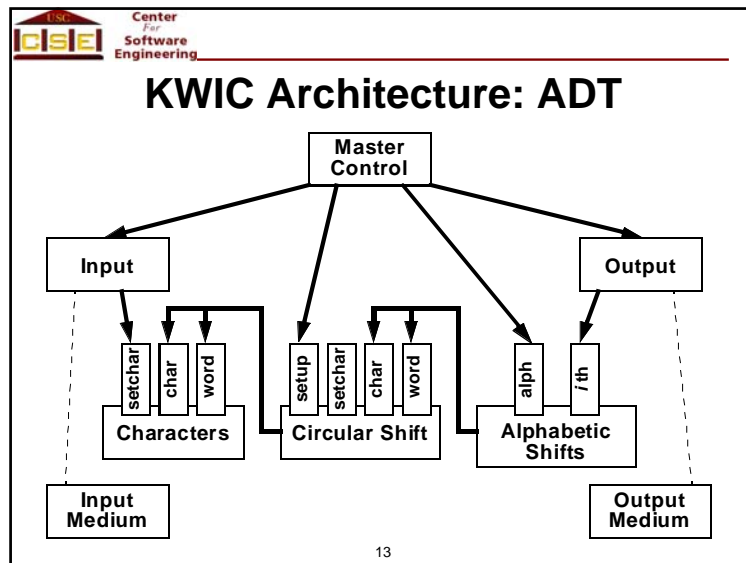 USC
CSE
Center
For
Software
Engineering
KWIC Architecture: ADT
Master
Control
Input
Output
setchar
char
word
setup
setchar
char
word
alph
i th
Characters
Circular Shift
Alphabetic
Shifts
Input
Medium
Output
Medium
13